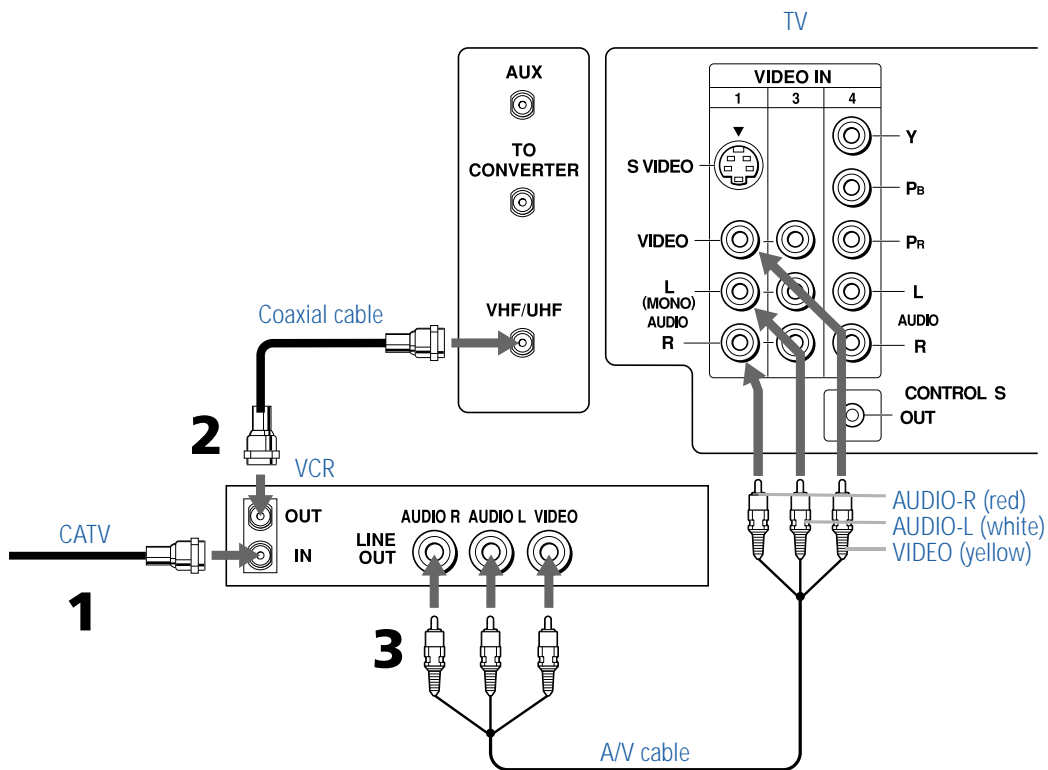 TV
AUX
TO
CONVERTER
VHF/UHF
VIDEO IN
1 3 4
S VIDEO
VIDEO
L
(MONO)
AUDIO
R
Y
PB
PR
L
AUDIO
R
CONTROL S
OUT
Coaxial cable
2
VCR
OUT
IN
AUDIO R AUDIO L VIDEO
LINE
OUT
CATV
1
3
AUDIO-R (red)
AUDIO-L (white)
VIDEO (yellow)
A/V cable